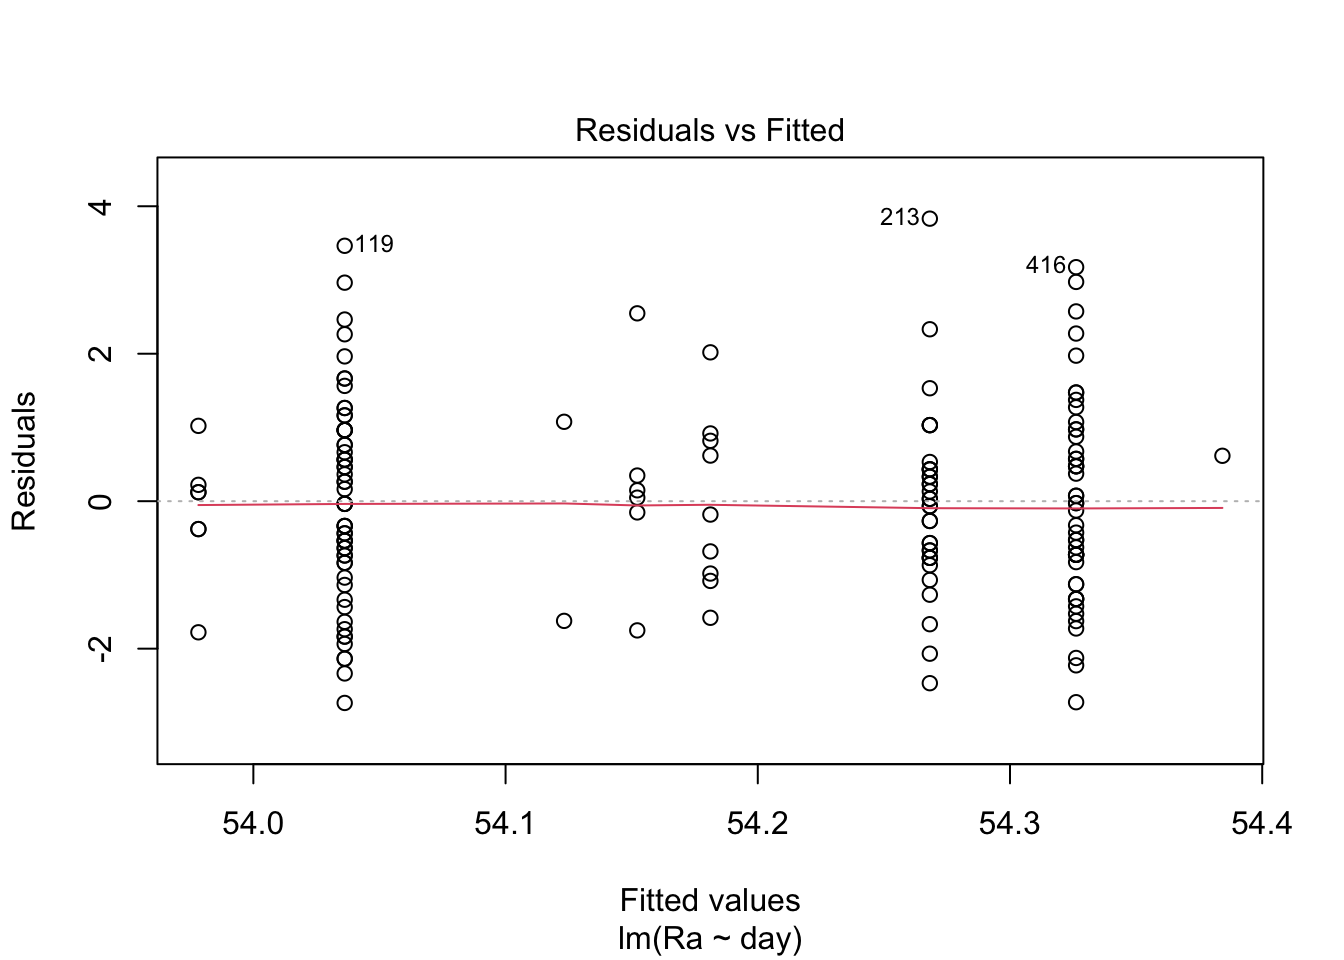 Residuals vs Fitted
Residuals
4
2
0
-2
119
213
416
54.0 54.1 54.2 54.3 54.4
Fitted values
lm(Ra ~ day)